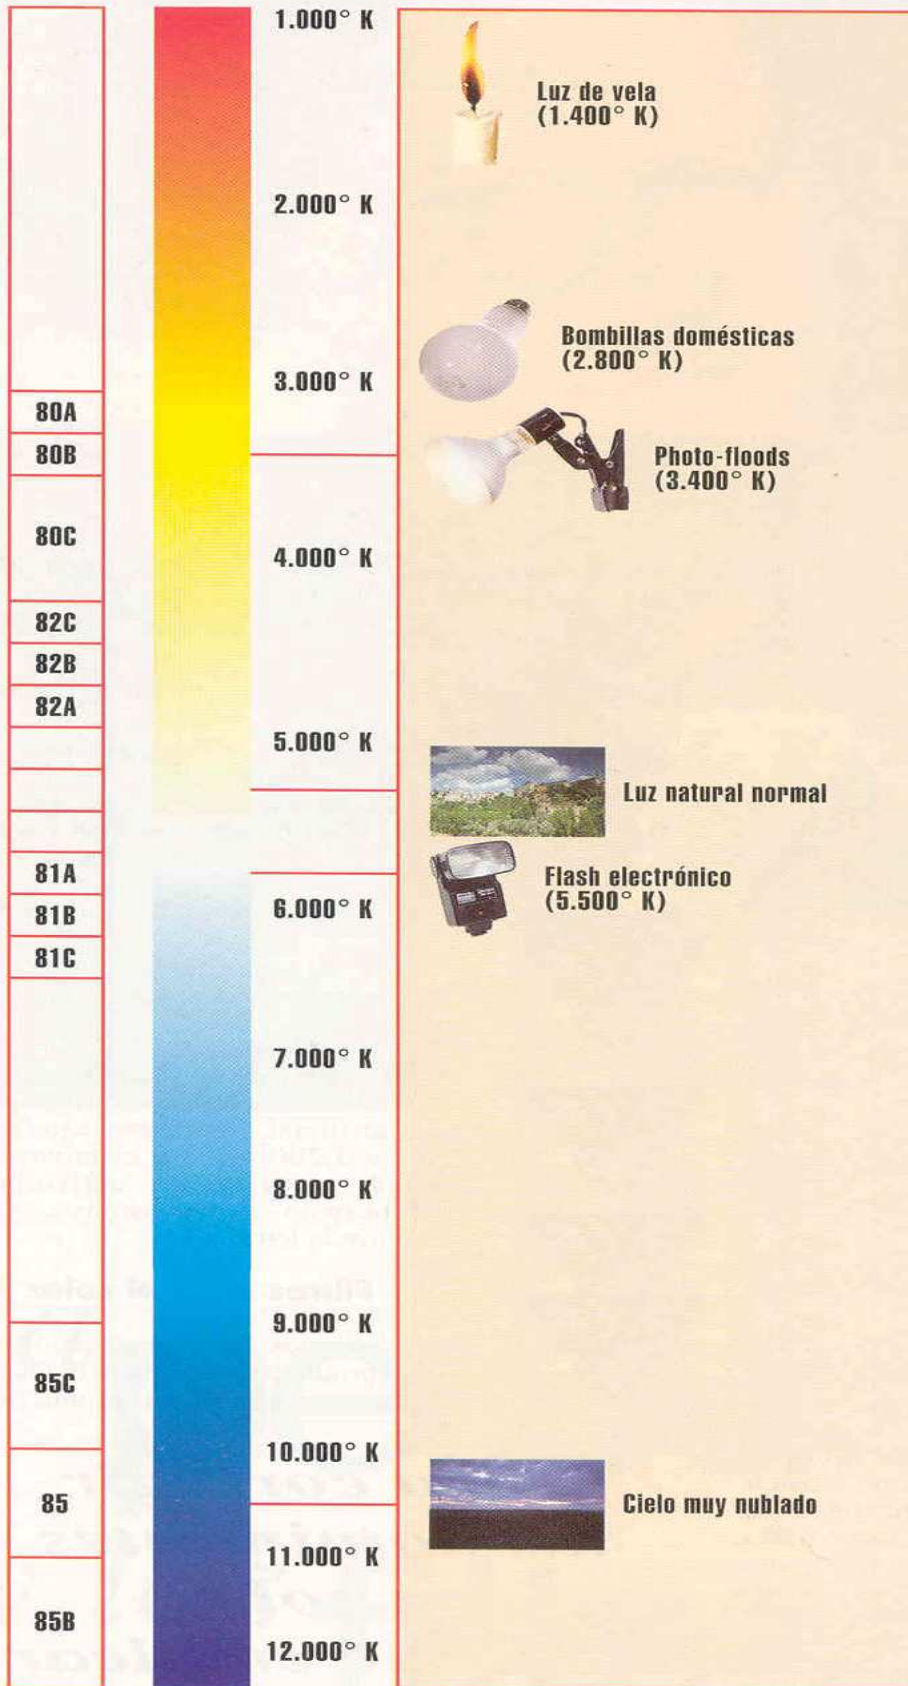 1.000° K
Luz de vela
(1.400° K)
2.000° K
Bombillas domésticas
(2.800° K)
3.000° K
80A
80B
Photo-floods
(3.400° K)
80C
4.000° K
82C
82B
82A
5.000° K
Luz natural normal
81A
Flash electrónico
(5.500° K)
81B
6.000° K
81C
7.000° K
8.000° K
9.000° K
85C
10.000° K
85
Cielo muy nublado
11.000° K
85B
12.000° K